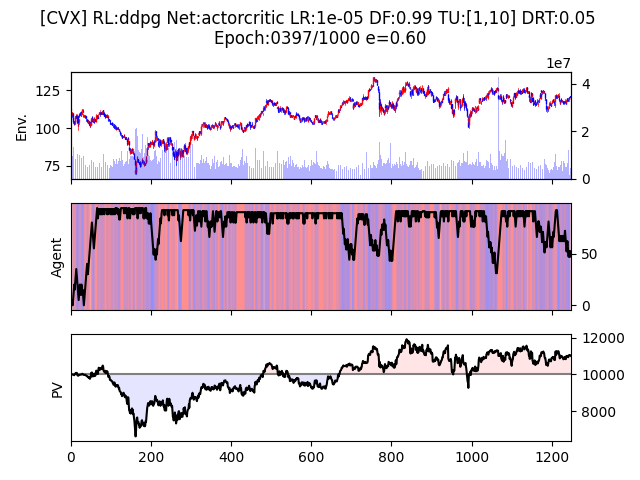 [CVX] RL:ddpg Net:actorcritic LR:1e-05 DF:0.99 TU:[1,10] DRT:0.05
Epoch:0397/1000 e=0.60
1e7
125
100
75
Env.
4
2
0
Agent
50
0
PV
12000
10000
8000
0 200 400 600 800 1000 1200